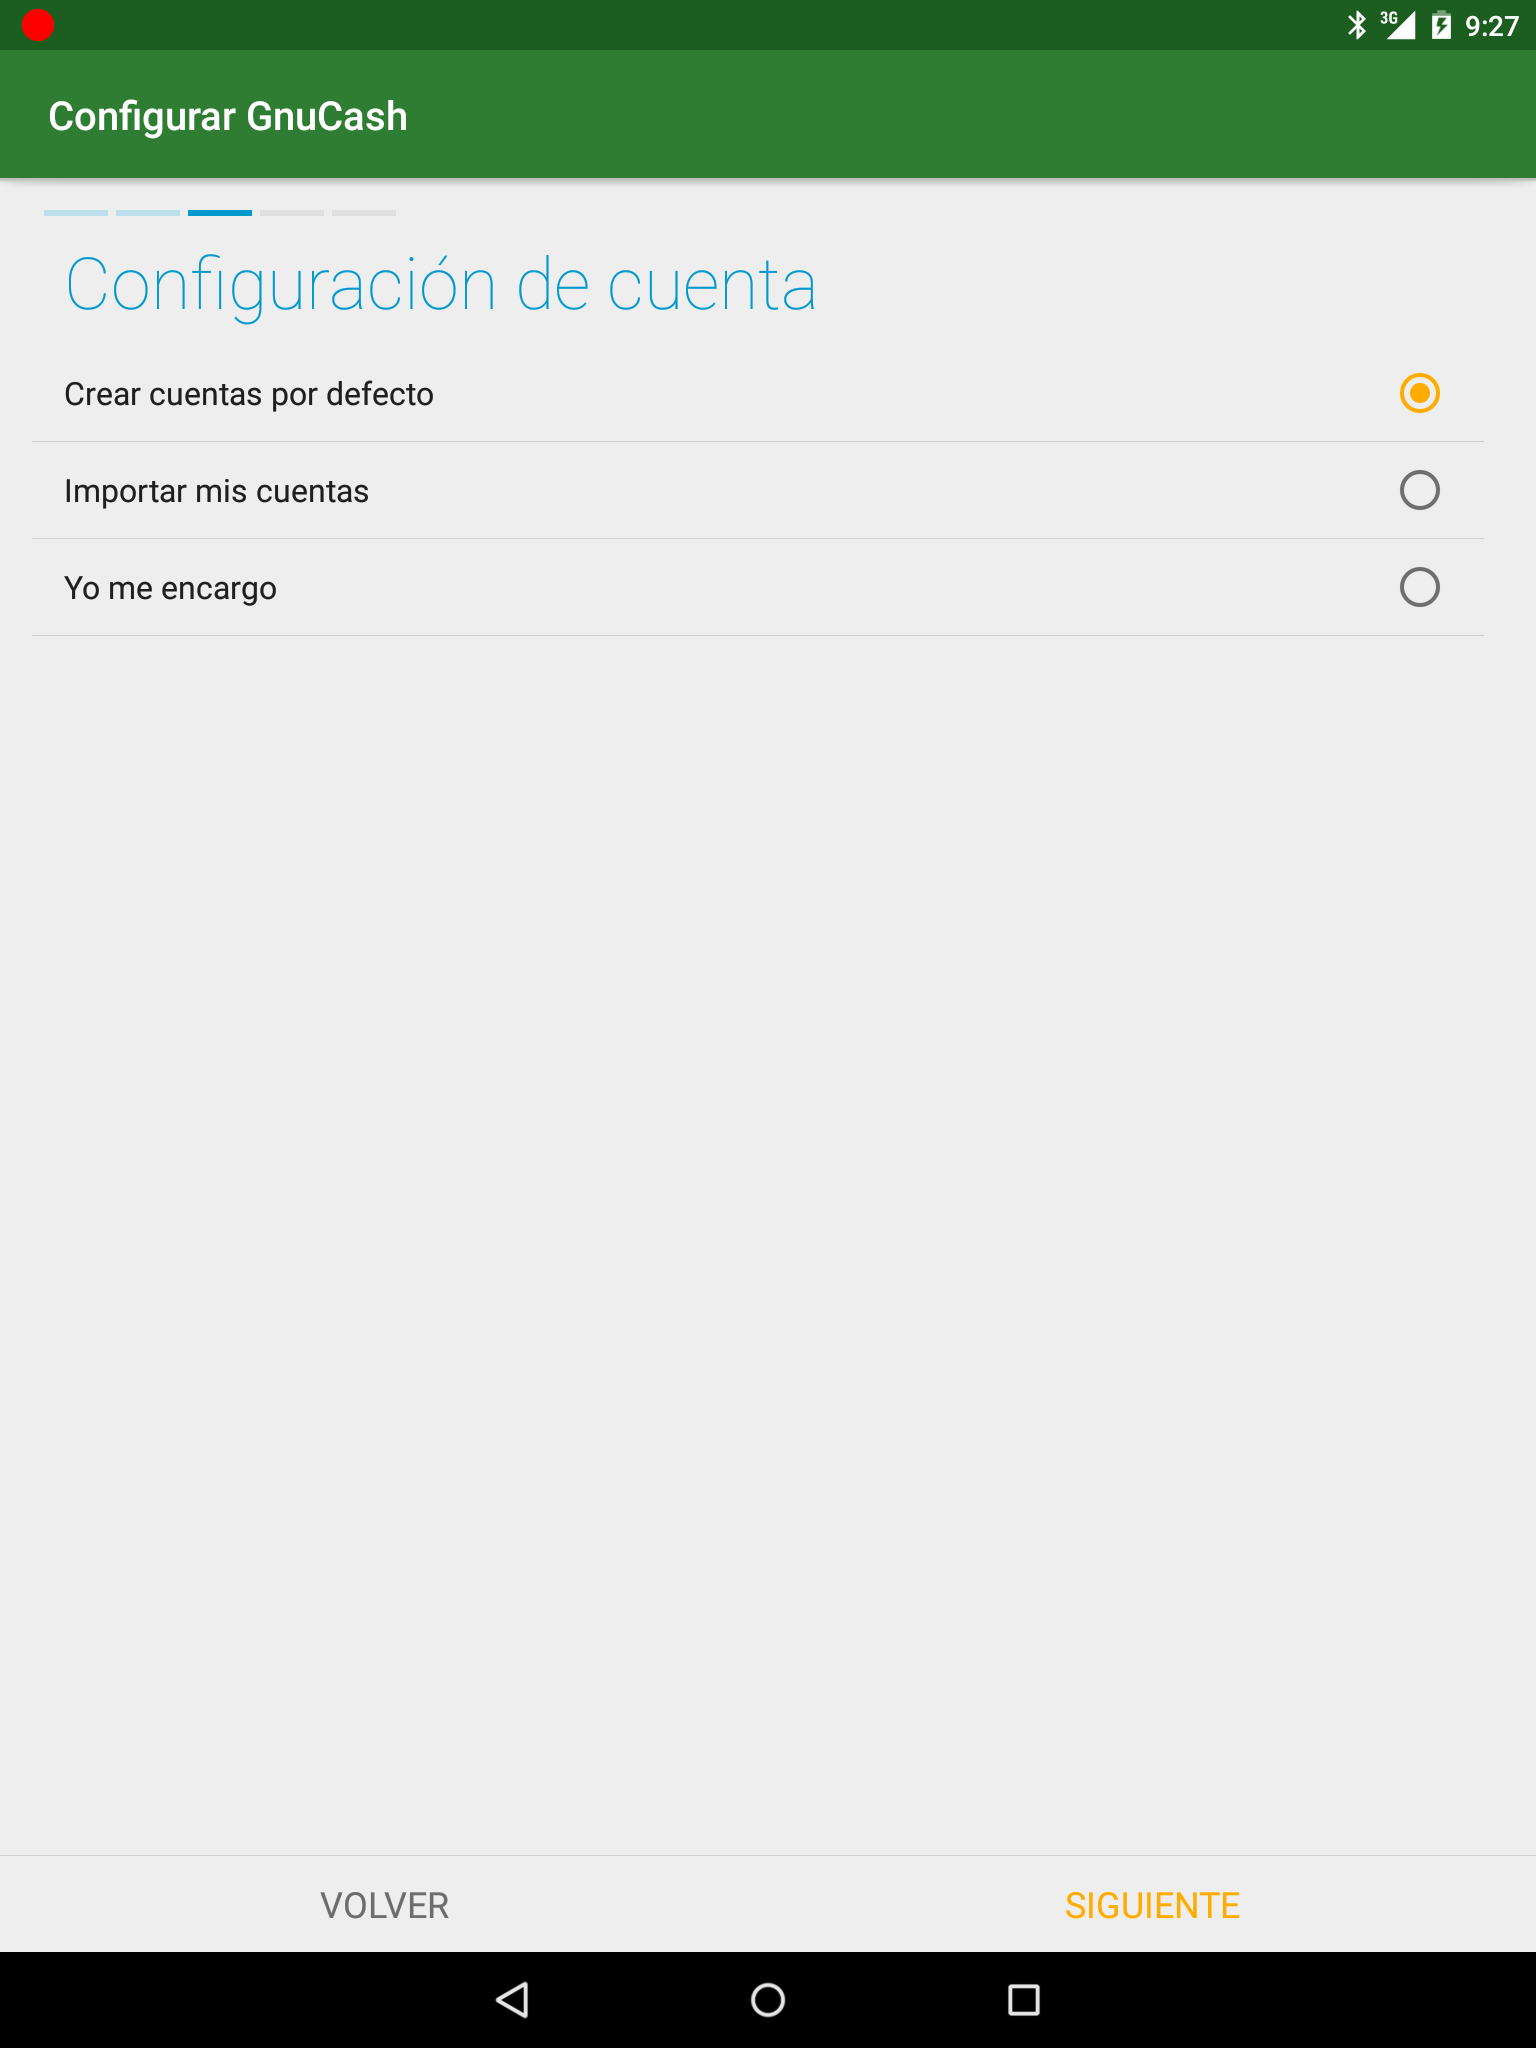 3G 9:27
Configurar GnuCash
Configuración de cuenta
Crear cuentas por defecto
Importar mis cuentas
Yo me encargo
VOLVER SIGUIENTE